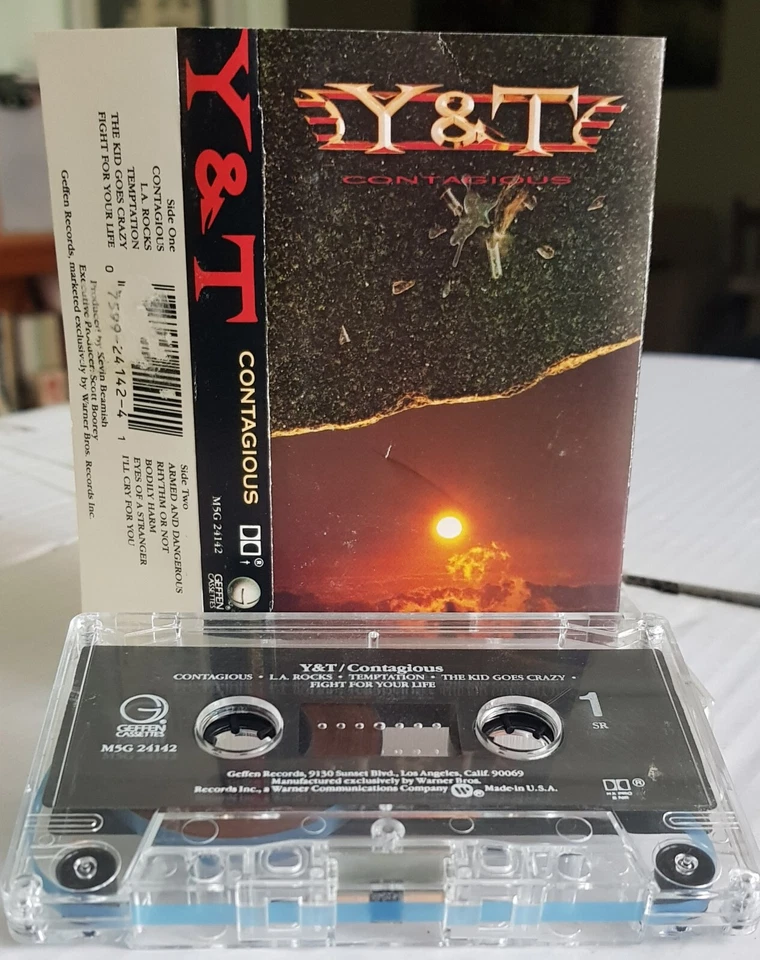 Side One
CONTAGIOUS
L.A. ROCKS
TEMPTATION
THE KID GOES CRAZY
FIGHT FOR YOUR LIFE
0 7599-24142-4 1
Side Two
ARMED AND DANGEROUS
RHYTHM OR NOT
BODILY HARM
EYES OF A STRANGER
I'LL CRY FOR YOU
Produced by Kevin Beamish
Executive Producer: Scott Boorey
Geffen Records, marketed exclusively by Warner Bros. Records Inc.
Y&T
CONTAGIOUS
M5G 24142
GEFFEN
CASSETTES
Y&T
CONTAGIOUS
Y&T/Contagious
CONTAGIOUS • L.A. ROCKS • TEMPTATION • THE KID GOES CRAZY •
FIGHT FOR YOUR LIFE
GEFFEN
CASSETTES
M5G 24142
1
SR
Geffen Records, 9130 Sunset Blvd., Los Angeles, Calif. 90069
Manufactured exclusively by Warner Bros.
Records Inc., a Warner Communications Company ® Made in U.S.A.